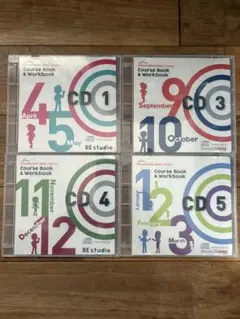 Course Book
& Workbook
4
April
5
May
CD 1
BE studio
Course Book
& Workbook
9
September
10
October
CD 3
Course Book
& Workbook
11
November
12
December
CD 4
BE studio
Course Book
& Workbook
1
January
2
3
March
CD 5